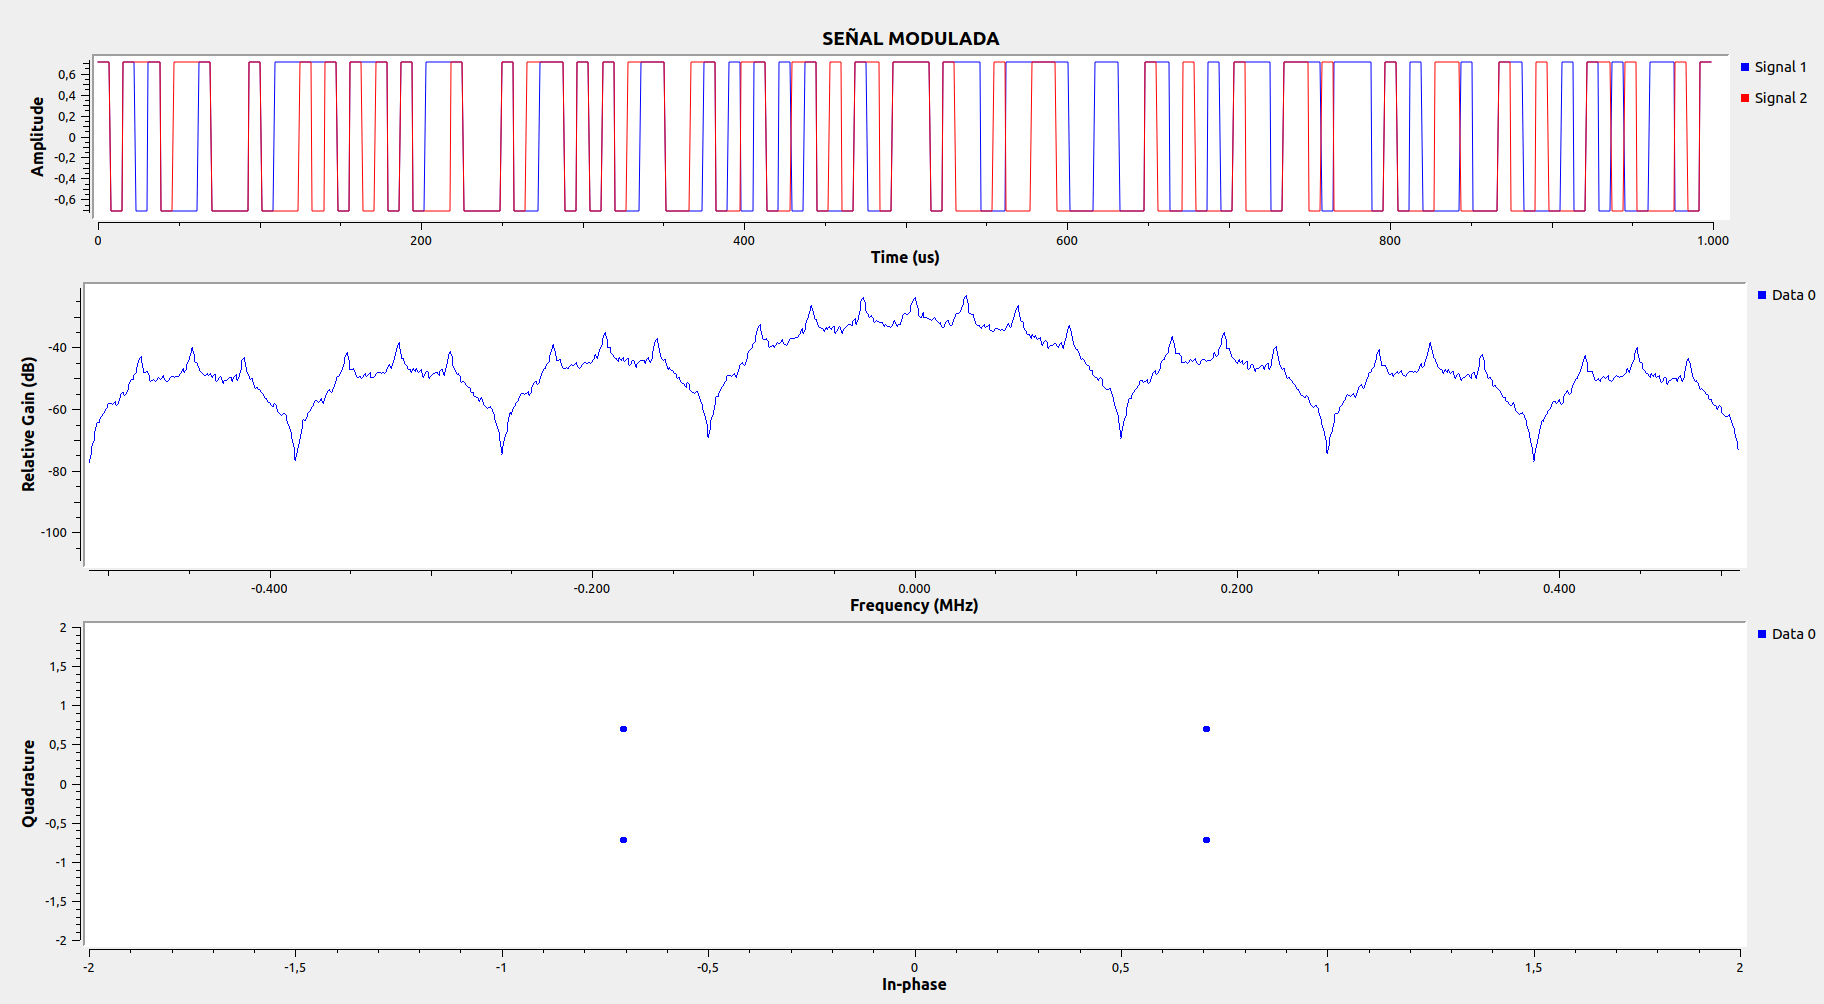 SEÑAL MODULADA
Amplitude
0,6
0,4
0,2
0
-0,2
-0,4
-0,6
0 200 400 600 800 1.000
Time (us)
Signal 1
Signal 2
Relative Gain (dB)
-40
-60
-80
-100
-0.400 -0.200 0.000 0.200 0.400
Frequency (MHz)
Data 0
Quadrature
2
1,5
1
0,5
0
-0,5
-1
-1,5
-2
-2 -1,5 -1 -0,5 0 0,5 1 1,5 2
In-phase
Data 0